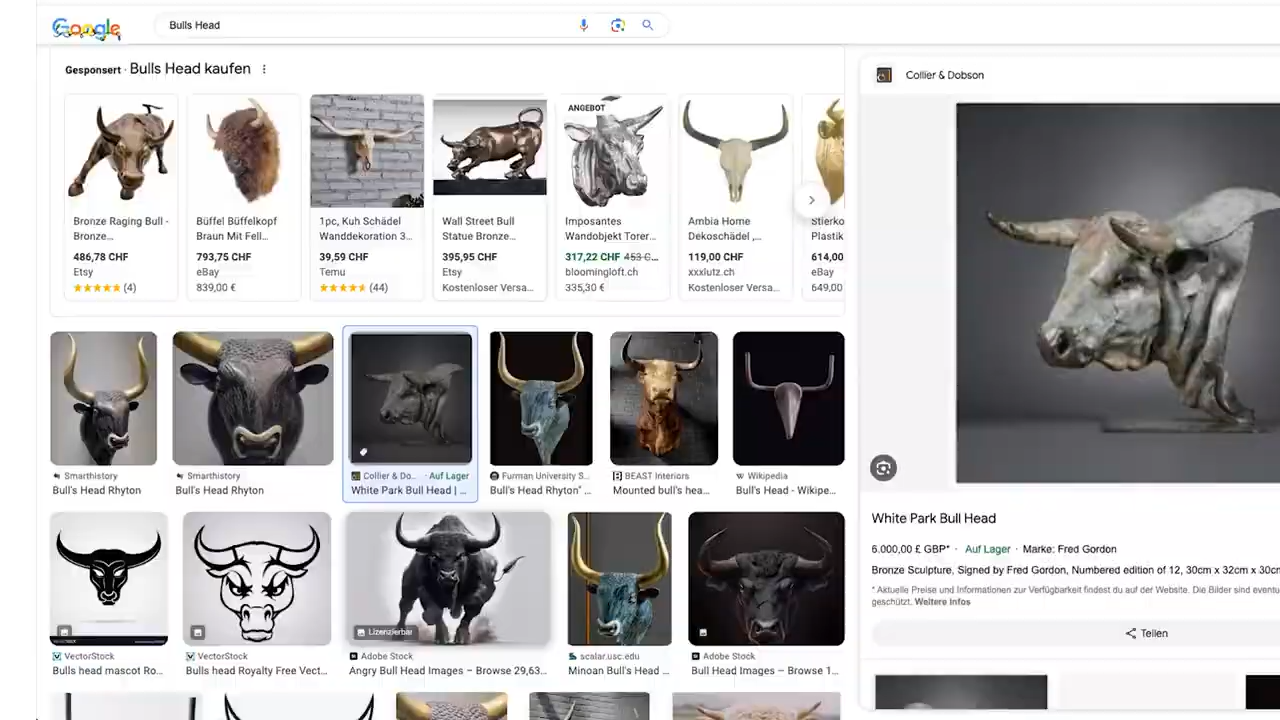 Google
Bulls Head
Gesponsert · Bulls Head kaufen
ANGEBOT
Bronze Raging Bull -
Bronze...
486,78 CHF
Etsy
(4)
Büffel Büffelkopf
Braun Mit Fell...
793,75 CHF
eBay
839,00 €
1pc, Kuh Schädel
Wanddekoration 3...
39,59 CHF
Temu
(44)
Wall Street Bull
Statue Bronze...
395,95 CHF
Etsy
Kostenloser Versa...
Imposantes
Wandobjekt Torer...
317,22 CHF 453 C...
bloomingloft.ch
335,30 €
Ambia Home
Dekoschädel ,...
119,00 CHF
xxxlutz.ch
Kostenloser Versa...
Stierko
Plastik
614,00
eBay
649,00
Smarthistory
Bull's Head Rhyton
Smarthistory
Bull's Head Rhyton
Collier & Do... · Auf Lager
White Park Bull Head | ...
Furman University S...
Bull's Head Rhyton" ...
BEAST Interiors
Mounted bull's hea...
W Wikipedia
Bull's Head - Wikipe...
VectorStock
Bulls head mascot Ro...
VectorStock
Bulls head Royalty Free Vect...
Lizenzierbar
Adobe Stock
Angry Bull Head Images – Browse 29,63...
scalar.usc.edu
Minoan Bull's Head ...
Adobe Stock
Bull Head Images – Browse 1...
Collier & Dobson
White Park Bull Head
6.000,00 £ GBP* · Auf Lager · Marke: Fred Gordon
Bronze Sculpture, Signed by Fred Gordon, Numbered edition of 12, 30cm x 32cm x 30c
* Aktuelle Preise und Informationen zur Verfügbarkeit findest du auf der Website. Die Bilder sind eventu
geschützt. Weitere Infos
Teilen